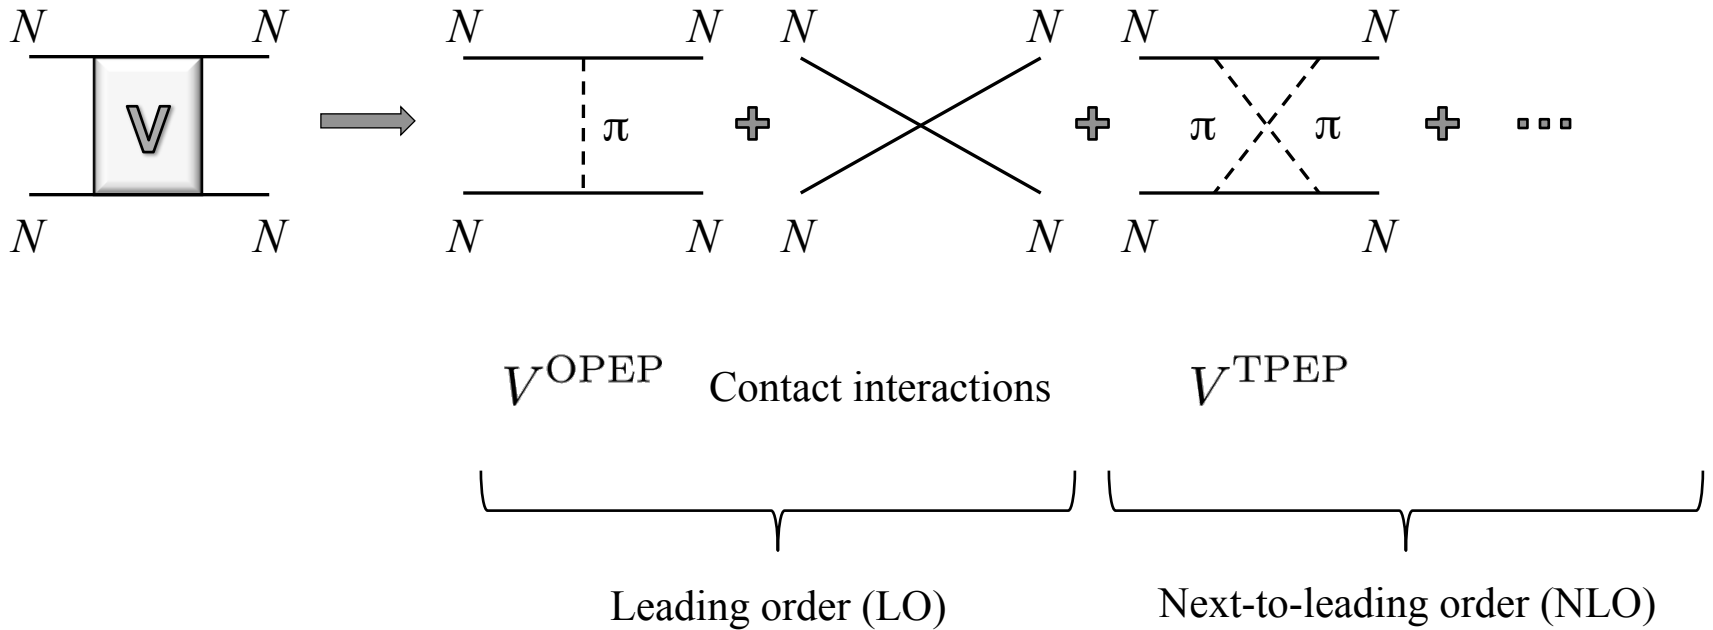 N N N N N N N N
V π + + π π + ...
N N N N N N N N
V^OPEP Contact interactions V^TPEP
Leading order (LO) Next-to-leading order (NLO)